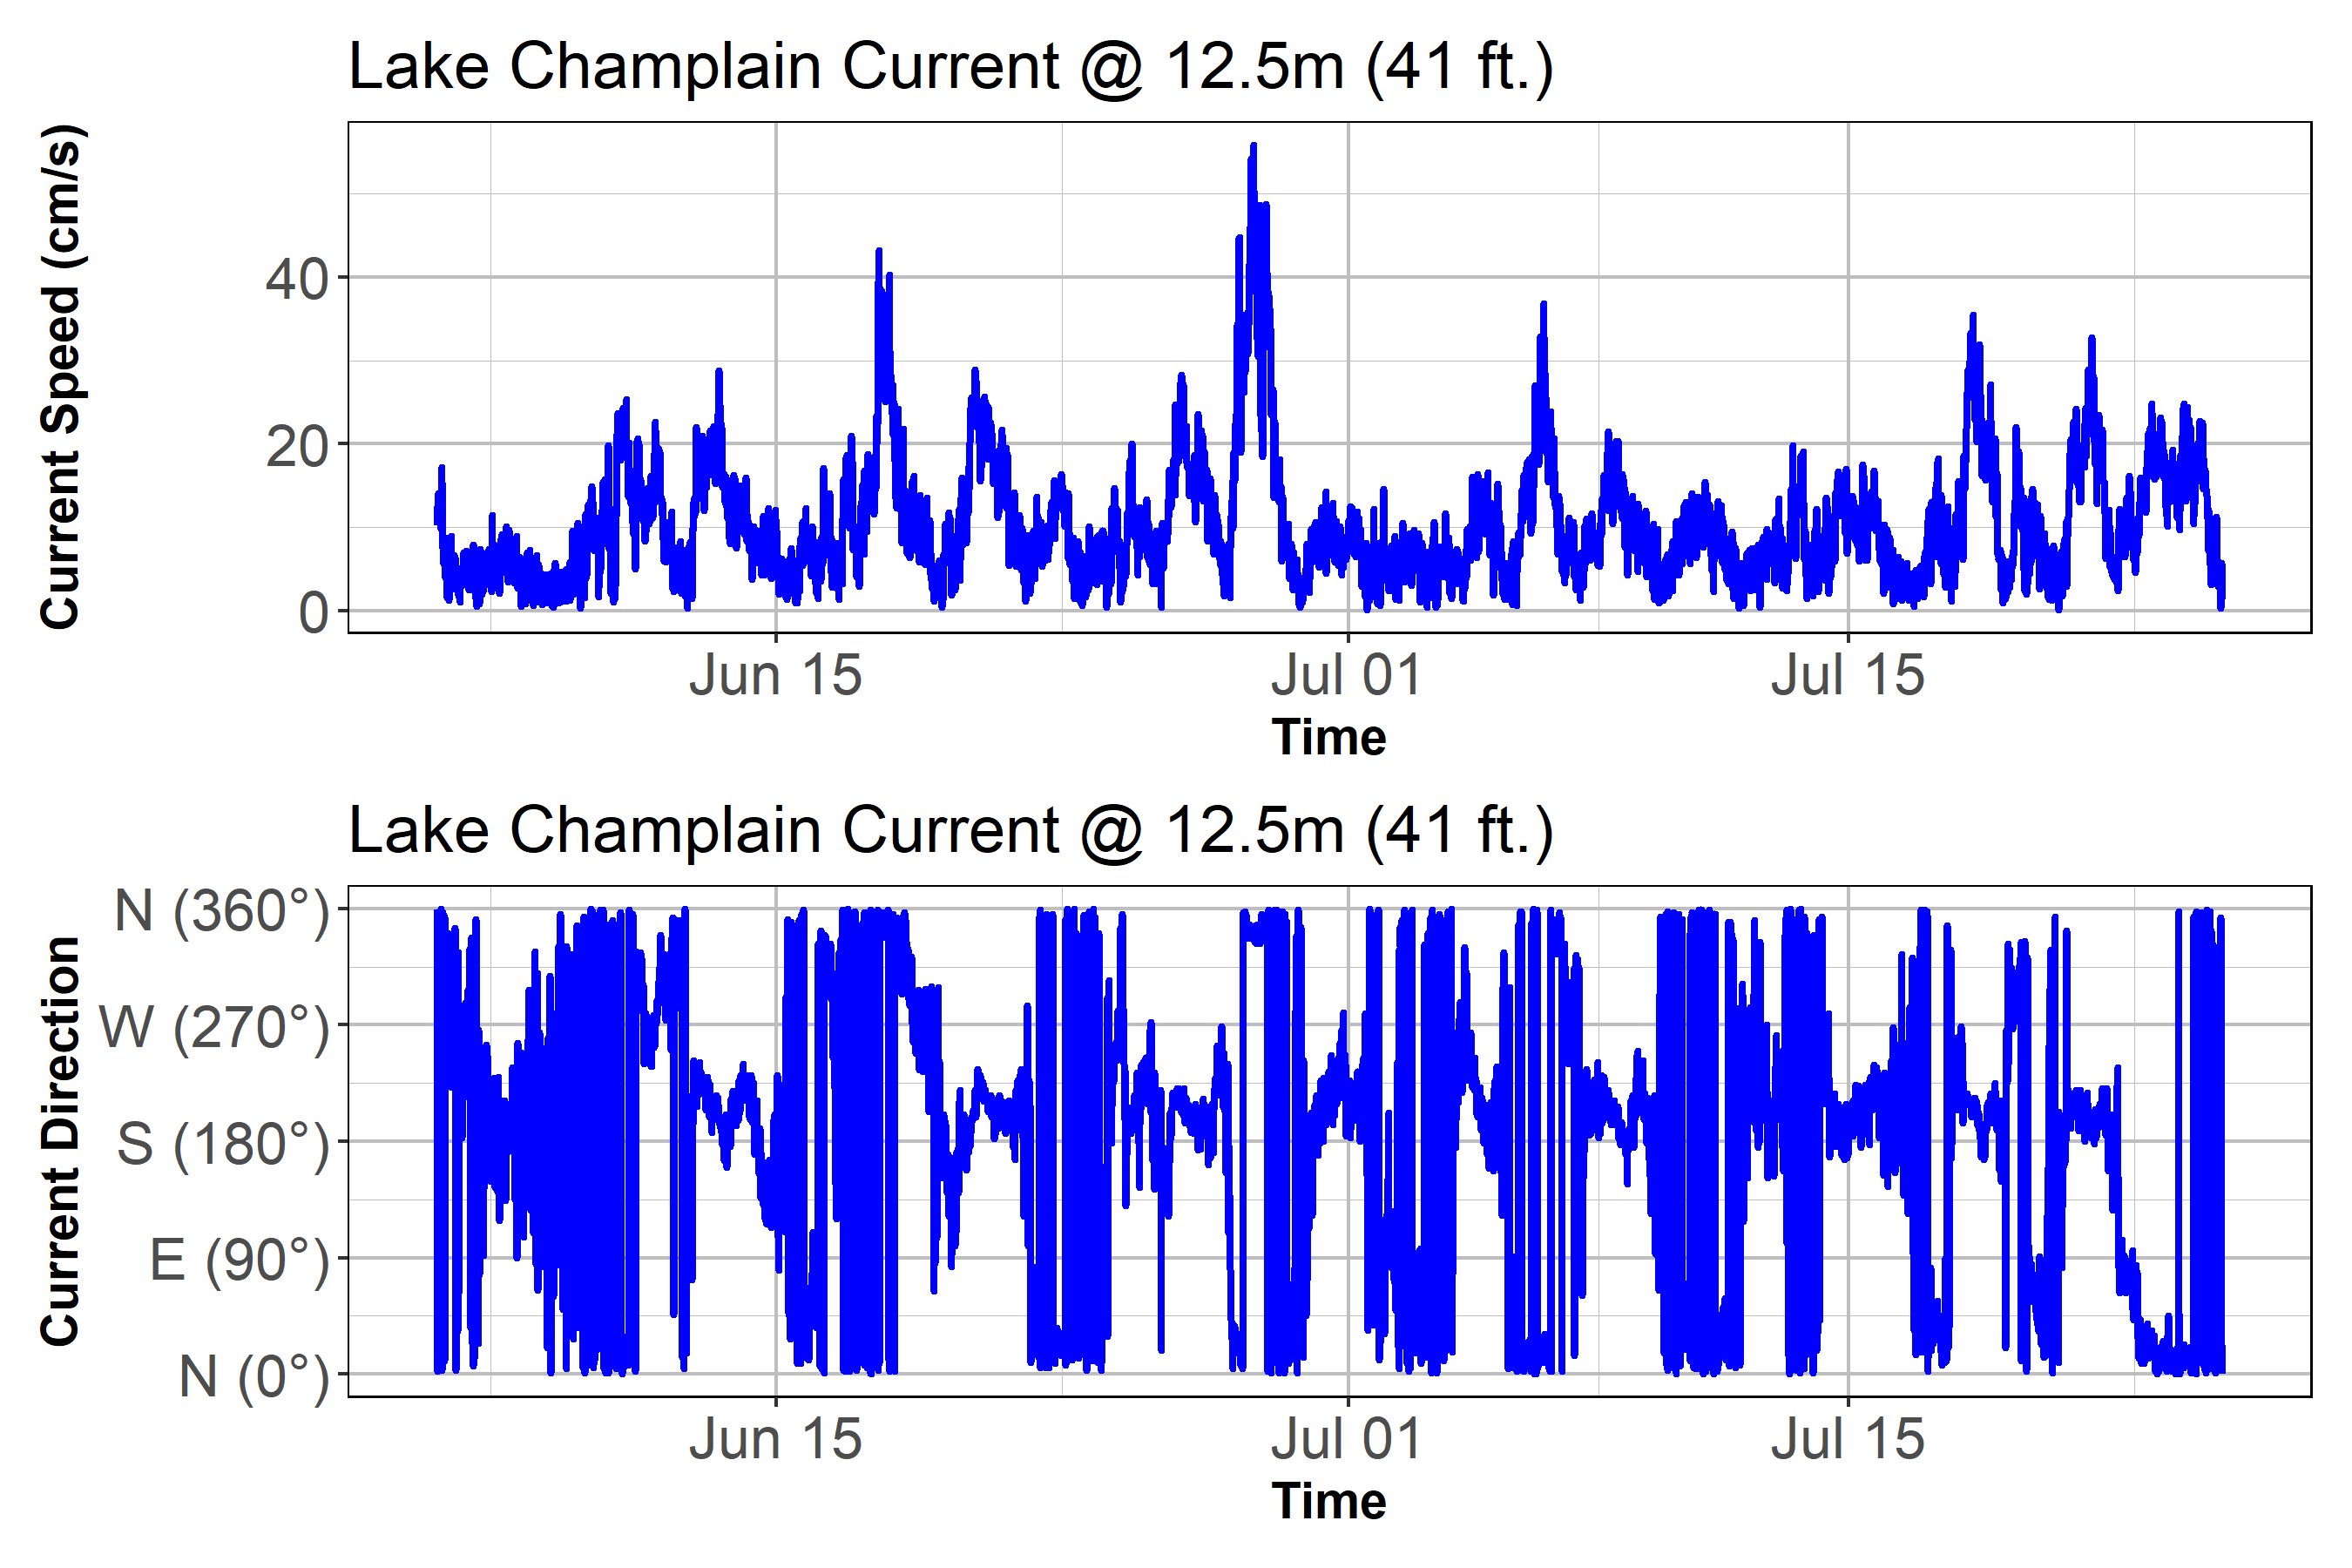 Lake Champlain Current @ 12.5m (41 ft.)
Current Speed (cm/s)
40
20
0
Jun 15
Jul 01
Jul 15
Time
Lake Champlain Current @ 12.5m (41 ft.)
Current Direction
N (360°)
W (270°)
S (180°)
E (90°)
N (0°)
Jun 15
Jul 01
Jul 15
Time